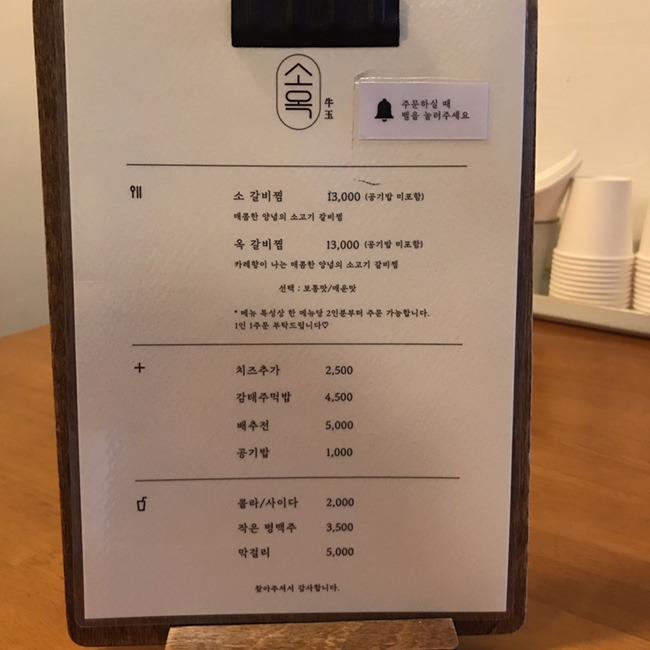 소옥
牛玉
주문하실 때
벨을 눌러주세요
소 갈비찜 13,000 (공기밥 미포함)
매콤한 양념의 소고기 갈비찜
옥 갈비찜 13,000 (공기밥 미포함)
카레향이 나는 매콤한 양념의 소고기 갈비찜
선택 : 보통맛/매운맛
* 메뉴 특성상 한 메뉴당 2인분부터 주문 가능합니다.
1인 1주문 부탁드립니다♡
+
치즈추가 2,500
감태주먹밥 4,500
배추전 5,000
공기밥 1,000
콜라/사이다 2,000
작은 병맥주 3,500
막걸리 5,000
찾아주셔서 감사합니다.